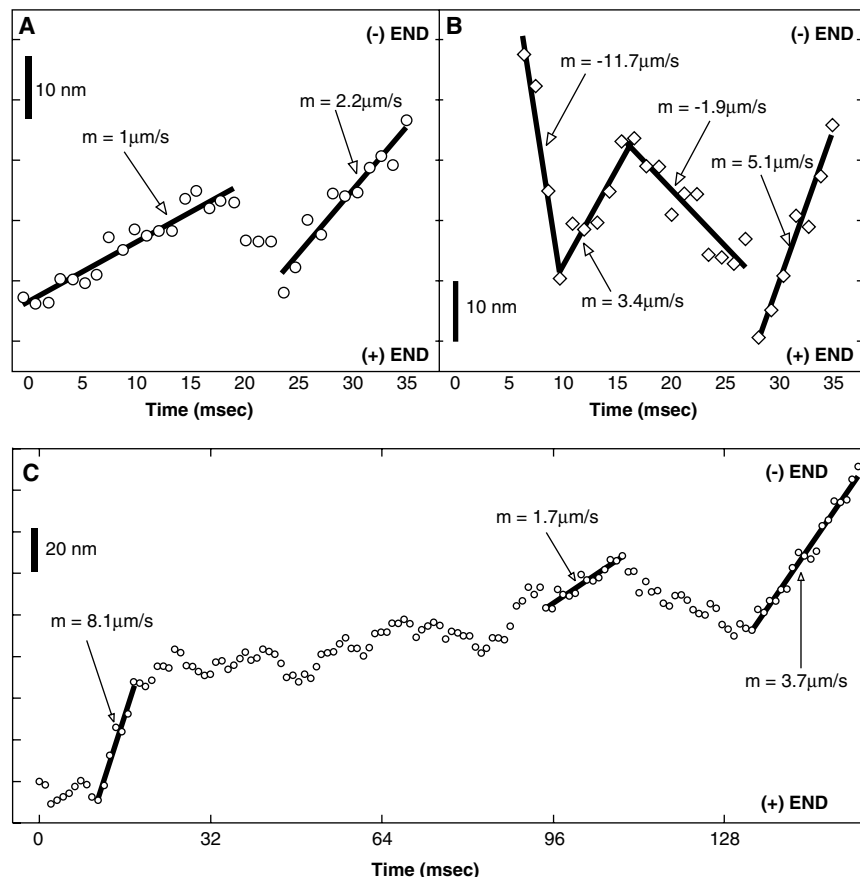 A
(-) END
10 nm
m = 2.2μm/s
m = 1μm/s
(+) END
0 5 10 15 20 25 30 35
Time (msec)
B
(-) END
m = -11.7μm/s
m = -1.9μm/s
m = 5.1μm/s
10 nm
m = 3.4μm/s
(+) END
0 5 10 15 20 25 30 35
Time (msec)
C
(-) END
20 nm
m = 1.7μm/s
m = 8.1μm/s
m = 3.7μm/s
(+) END
0 32 64 96 128
Time (msec)